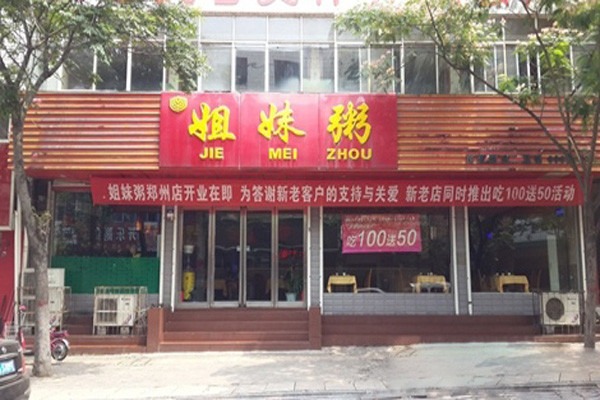 姐妹粥
JIE MEI ZHOU
姐妹粥郑州店开业在即 为答谢新老客户的支持与关爱 新老店同时推出吃100送50活动
吃100送50